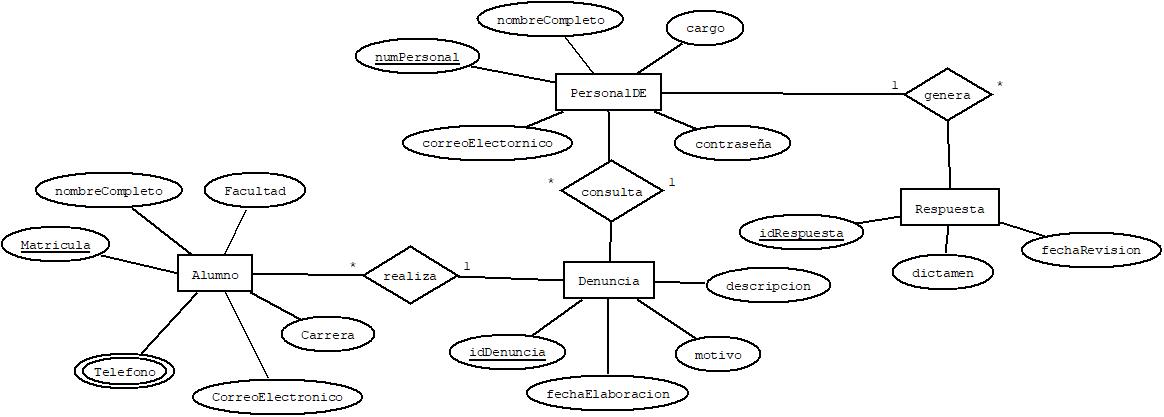 nombreCompleto
cargo
numPersonal
PersonalDE
1
genera
*
correoElectornico
contraseña
nombreCompleto
Facultad
*
consulta
1
Respuesta
Matricula
idRespuesta
fechaRevision
Alumno
*
realiza
1
Denuncia
descripcion
dictamen
Carrera
idDenuncia
motivo
Telefono
fechaElaboracion
CorreoElectronico